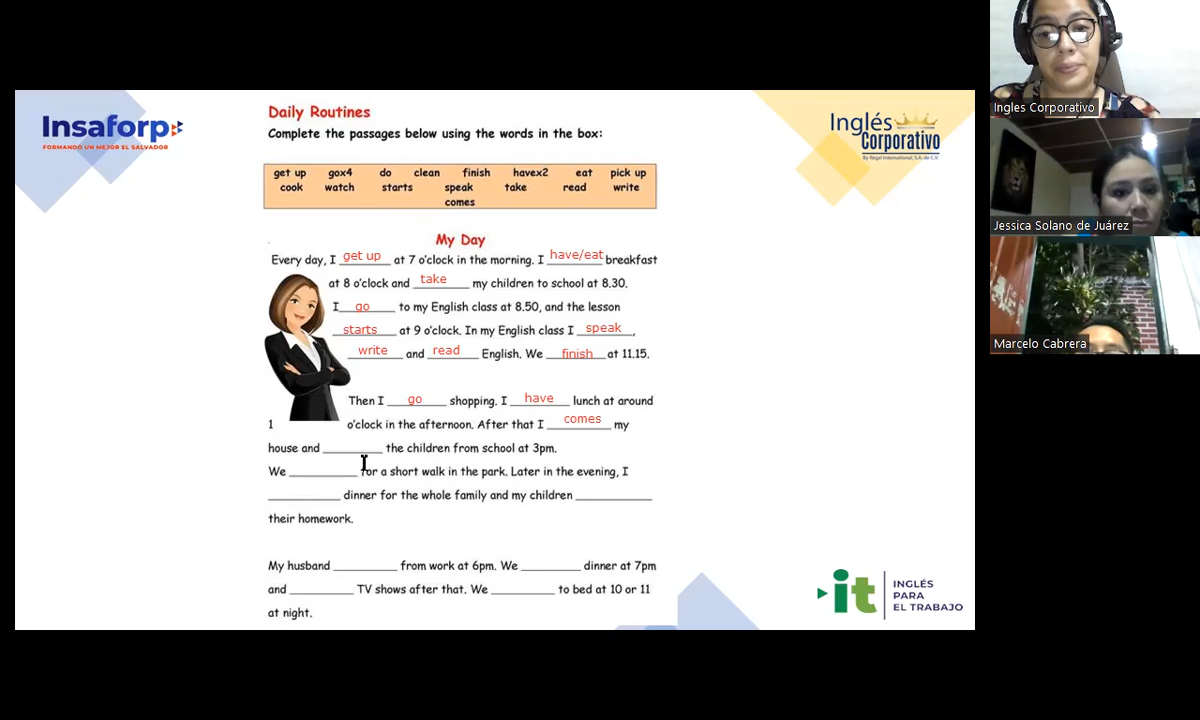 Insaforp
FORMANDO UN MEJOR EL SALVADOR
Daily Routines
Complete the passages below using the words in the box:
get up gox4 do clean finish havex2 eat pick up
cook watch starts speak take read write
comes
Inglés
Corporativo
By Regal International, S.A. de C.V.
My Day
Every day, I get up at 7 o'clock in the morning. I have/eat breakfast
at 8 o'clock and take my children to school at 8.30.
I go to my English class at 8.50, and the lesson
starts at 9 o'clock. In my English class I speak,
write and read English. We finish at 11.15.
Then I go shopping. I have lunch at around
1 o'clock in the afternoon. After that I comes my
house and ________ the children from school at 3pm.
We ________ for a short walk in the park. Later in the evening, I
________ dinner for the whole family and my children ________
their homework.
My husband ________ from work at 6pm. We ________ dinner at 7pm
and ________ TV shows after that. We ________ to bed at 10 or 11
at night.
it
INGLÉS
PARA
EL TRABAJO
Ingles Corporativo
Jessica Solano de Juárez
Marcelo Cabrera